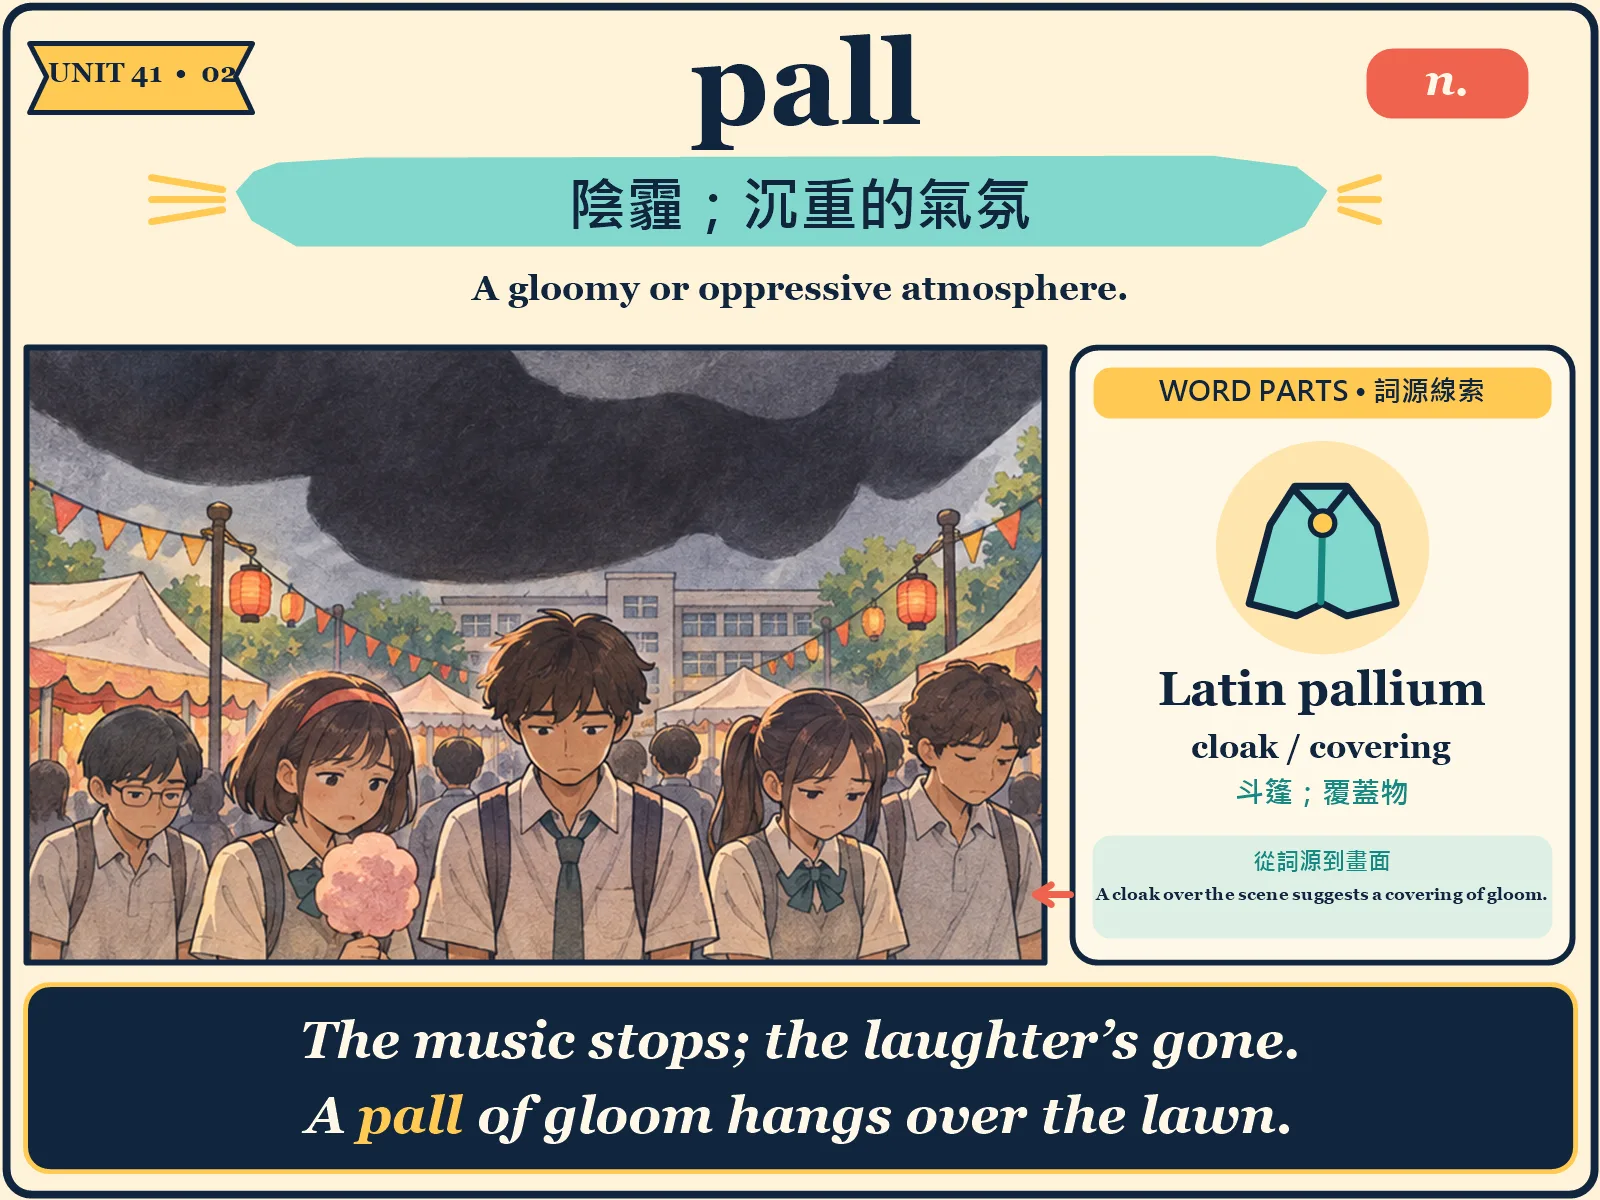 UNIT 41 • 02
pall
n.
陰霾；沉重的氣氛
A gloomy or oppressive atmosphere.
WORD PARTS • 詞源線索
Latin pallium
cloak / covering
斗篷；覆蓋物
從詞源到畫面
A cloak over the scene suggests a covering of gloom.
The music stops; the laughter’s gone.
A pall of gloom hangs over the lawn.